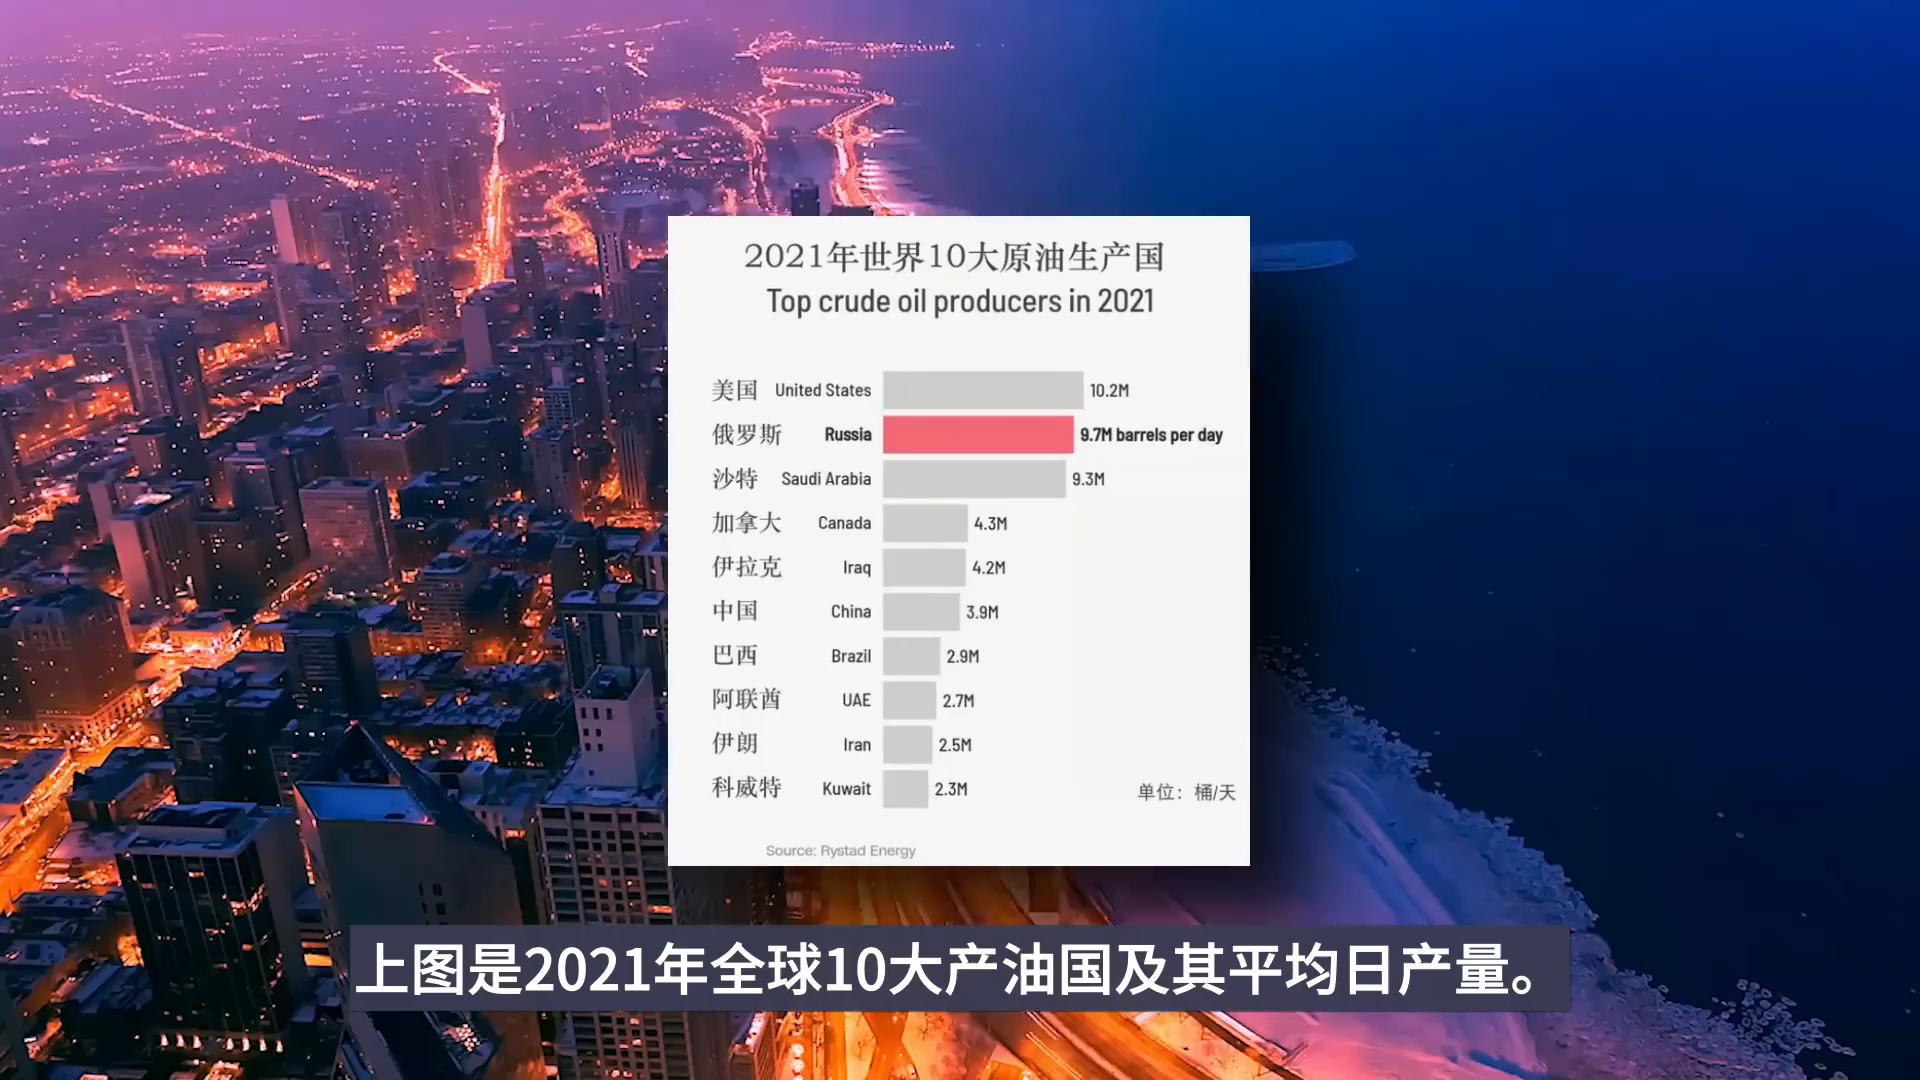 2021年世界10大原油生产国
Top crude oil producers in 2021
美国 United States 10.2M
俄罗斯 Russia 9.7M barrels per day
沙特 Saudi Arabia 9.3M
加拿大 Canada 4.3M
伊拉克 Iraq 4.2M
中国 China 3.9M
巴西 Brazil 2.9M
阿联酋 UAE 2.7M
伊朗 Iran 2.5M
科威特 Kuwait 2.3M
单位：桶/天
Source: Rystad Energy
上图是2021年全球10大产油国及其平均日产量。